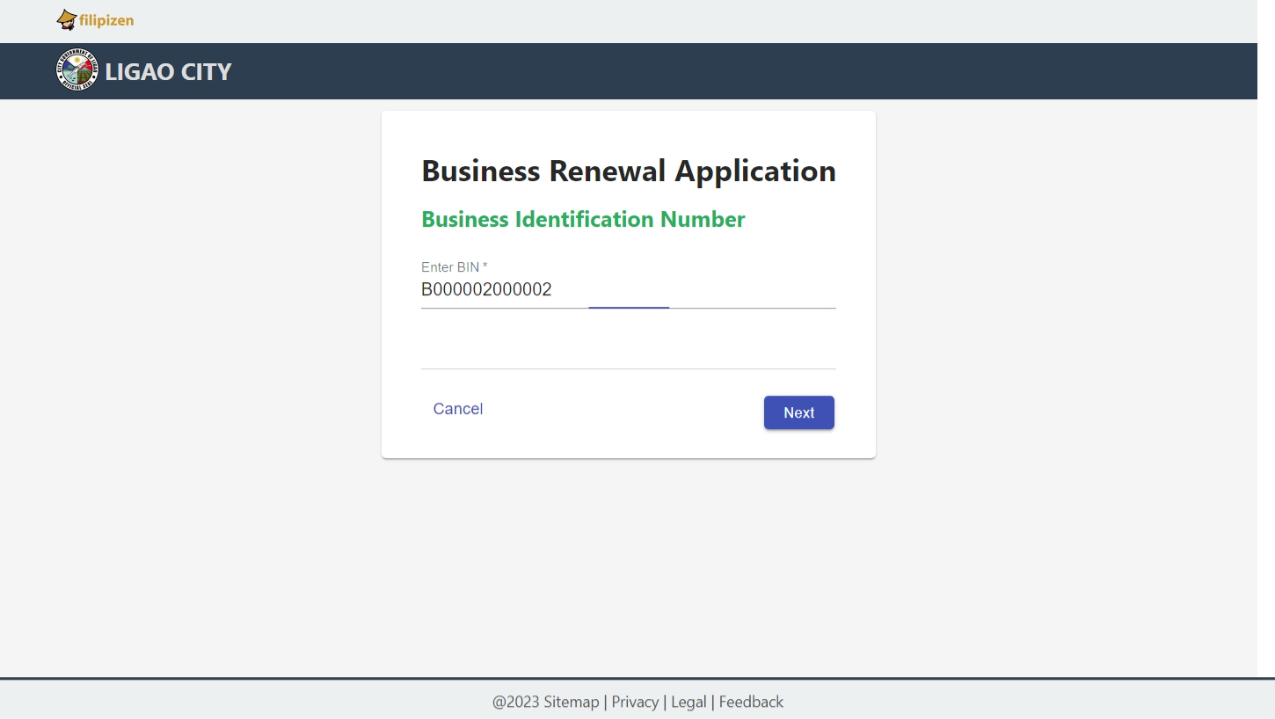 filipizen
LIGAO CITY
Business Renewal Application
Business Identification Number
Enter BIN *
B000002000002
Cancel
Next
@2023 Sitemap | Privacy | Legal | Feedback